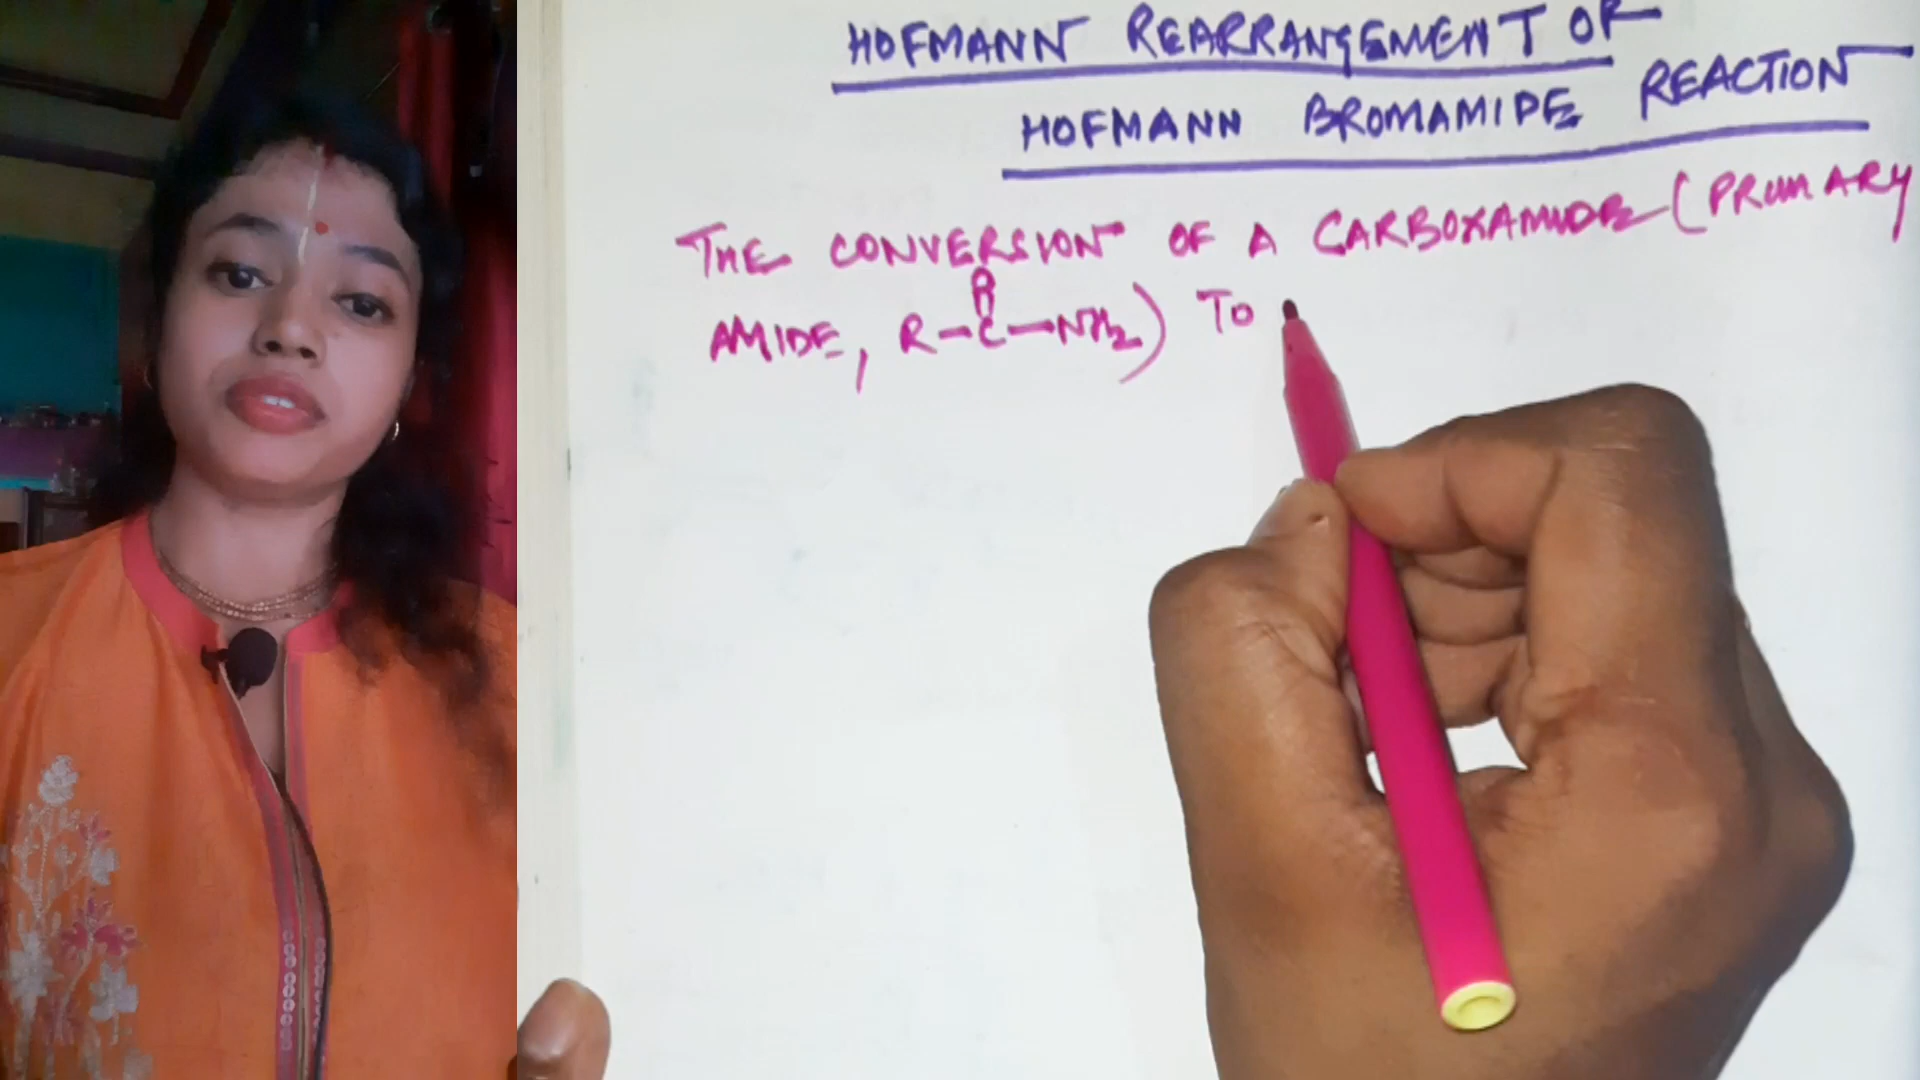 HOFMANN REARRANGEMENT OR
HOFMANN BROMAMIDE REACTION
THE CONVERSION OF A CARBOXAMIDE (PRIMARY
AMIDE, R-C-NH₂) TO
O